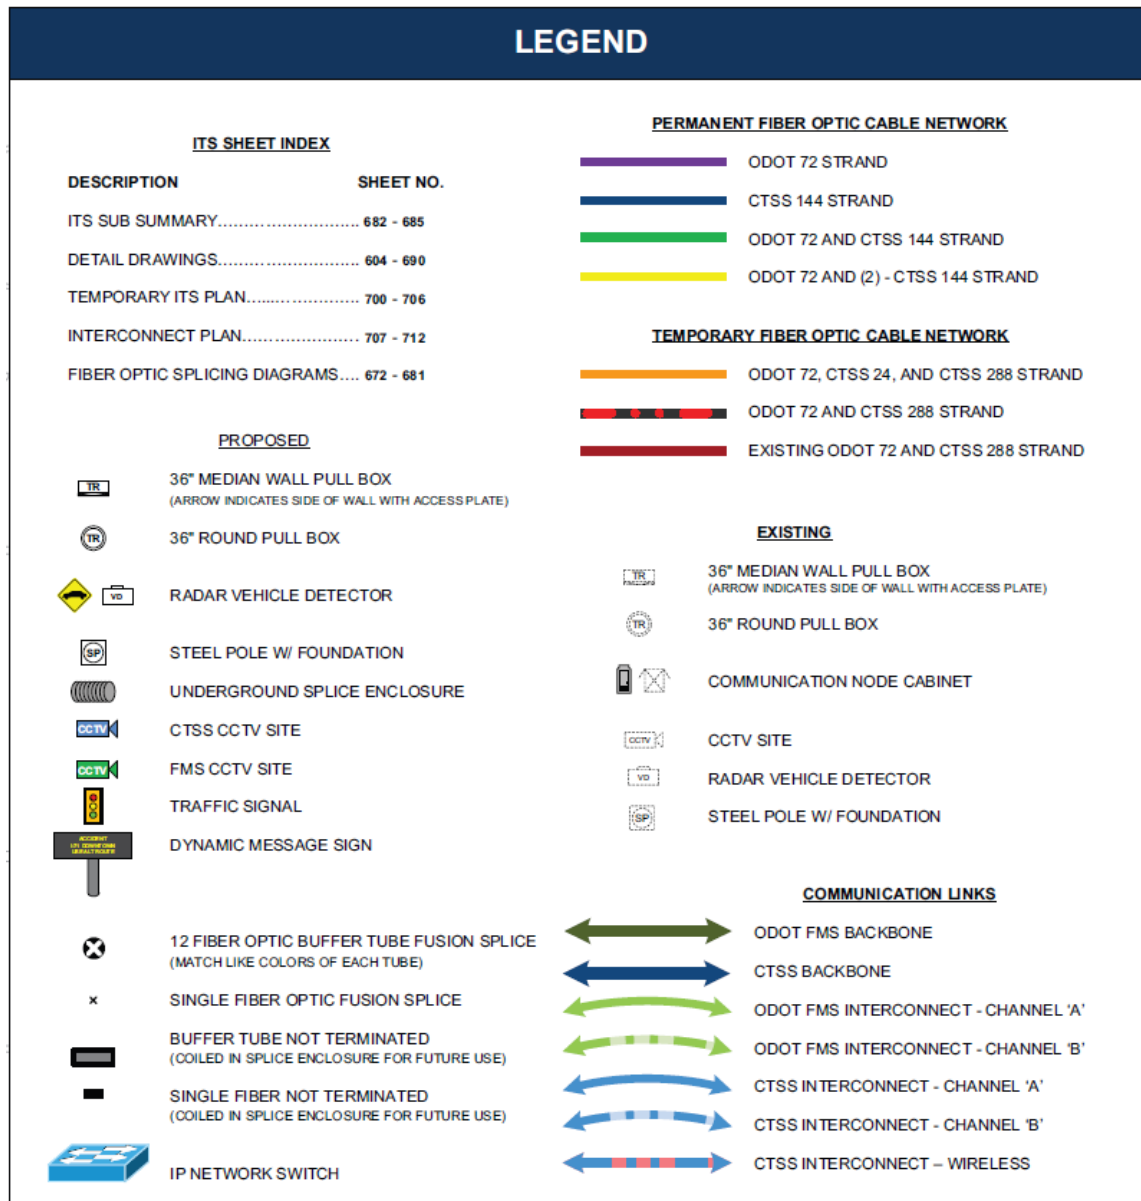 LEGEND
ITS SHEET INDEX
DESCRIPTION SHEET NO.
ITS SUB SUMMARY................................ 682 - 685
DETAIL DRAWINGS................................ 604 - 690
TEMPORARY ITS PLAN......................... 700 - 706
INTERCONNECT PLAN......................... 707 - 712
FIBER OPTIC SPLICING DIAGRAMS.... 672 - 681
PROPOSED
TR 36" MEDIAN WALL PULL BOX
(ARROW INDICATES SIDE OF WALL WITH ACCESS PLATE)
TR 36" ROUND PULL BOX
VD RADAR VEHICLE DETECTOR
SP STEEL POLE W/ FOUNDATION
UNDERGROUND SPLICE ENCLOSURE
CCTV CTSS CCTV SITE
CCTV FMS CCTV SITE
TRAFFIC SIGNAL
ACCIDENT
DOWNTOWN
DYNAMIC MESSAGE SIGN
12 FIBER OPTIC BUFFER TUBE FUSION SPLICE
(MATCH LIKE COLORS OF EACH TUBE)
SINGLE FIBER OPTIC FUSION SPLICE
BUFFER TUBE NOT TERMINATED
(COILED IN SPLICE ENCLOSURE FOR FUTURE USE)
SINGLE FIBER NOT TERMINATED
(COILED IN SPLICE ENCLOSURE FOR FUTURE USE)
IP NETWORK SWITCH
PERMANENT FIBER OPTIC CABLE NETWORK
ODOT 72 STRAND
CTSS 144 STRAND
ODOT 72 AND CTSS 144 STRAND
ODOT 72 AND (2) - CTSS 144 STRAND
TEMPORARY FIBER OPTIC CABLE NETWORK
ODOT 72, CTSS 24, AND CTSS 288 STRAND
ODOT 72 AND CTSS 288 STRAND
EXISTING ODOT 72 AND CTSS 288 STRAND
EXISTING
TR 36" MEDIAN WALL PULL BOX
(ARROW INDICATES SIDE OF WALL WITH ACCESS PLATE)
TR 36" ROUND PULL BOX
COMMUNICATION NODE CABINET
CCTV CCTV SITE
VD RADAR VEHICLE DETECTOR
SP STEEL POLE W/ FOUNDATION
COMMUNICATION LINKS
ODOT FMS BACKBONE
CTSS BACKBONE
ODOT FMS INTERCONNECT - CHANNEL 'A'
ODOT FMS INTERCONNECT - CHANNEL 'B'
CTSS INTERCONNECT - CHANNEL 'A'
CTSS INTERCONNECT - CHANNEL 'B'
CTSS INTERCONNECT – WIRELESS